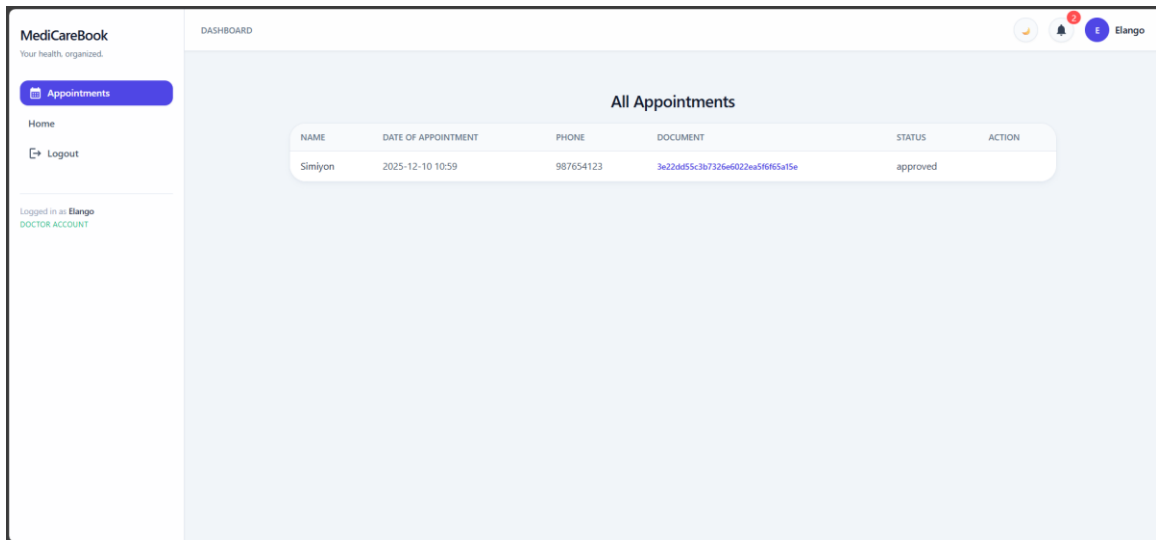 MediCareBook
Your health, organized.
Appointments
Home
Logout
Logged in as Elango
DOCTOR ACCOUNT
DASHBOARD
2
E
Elango
All Appointments
NAME DATE OF APPOINTMENT PHONE DOCUMENT STATUS ACTION
Simiyon 2025-12-10 10:59 987654123 3e22dd55c3b7326e6022ea5f6f65a15e approved